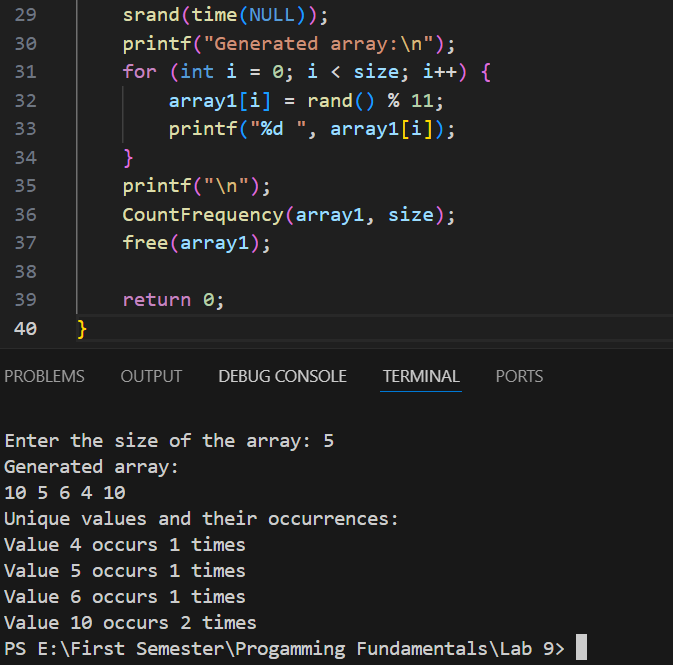 29 srand(time(NULL));
30 printf("Generated array:\n");
31 for (int i = 0; i < size; i++) {
32 array1[i] = rand() % 11;
33 printf("%d ", array1[i]);
34 }
35 printf("\n");
36 CountFrequency(array1, size);
37 free(array1);
38
39 return 0;
40 }
PROBLEMS OUTPUT DEBUG CONSOLE TERMINAL PORTS
Enter the size of the array: 5
Generated array:
10 5 6 4 10
Unique values and their occurrences:
Value 4 occurs 1 times
Value 5 occurs 1 times
Value 6 occurs 1 times
Value 10 occurs 2 times
PS E:\First Semester\Progamming Fundamentals\Lab 9>